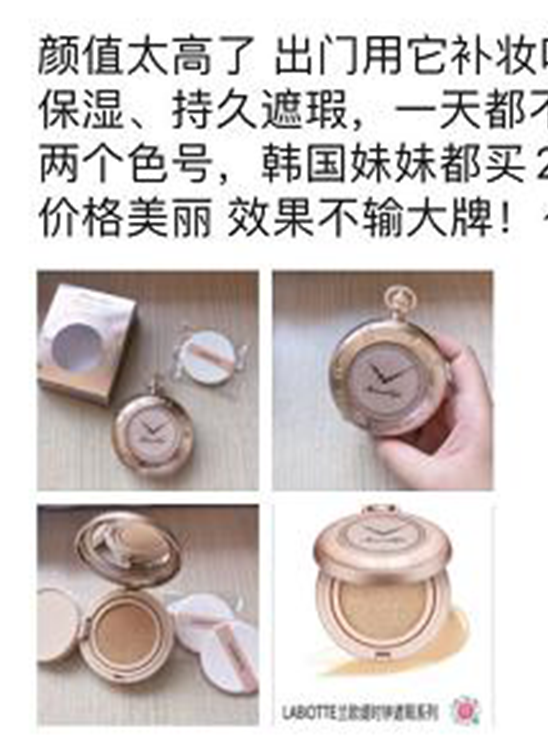 颜值太高了 出门用它补妆
保湿、持久遮瑕，一天都不
两个色号，韩国妹妹都买2
价格美丽 效果不输大牌！
LABOTTE兰欧缇时钟遮瑕系列